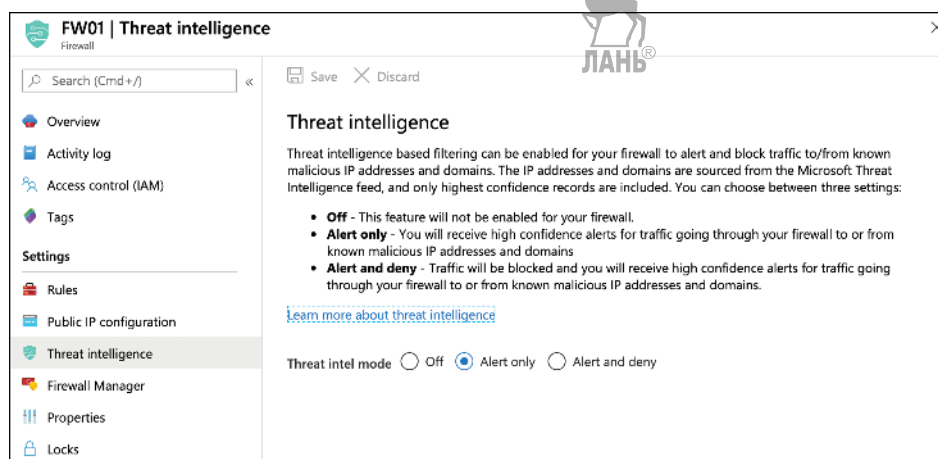 FW01 | Threat intelligence
Firewall
ЛАНЬ®
Search (Cmd+/)
«
Save
Discard
Overview
Activity log
Access control (IAM)
Tags
Settings
Rules
Public IP configuration
Threat intelligence
Firewall Manager
Properties
Locks
Threat intelligence
Threat intelligence based filtering can be enabled for your firewall to alert and block traffic to/from known
malicious IP addresses and domains. The IP addresses and domains are sourced from the Microsoft Threat
Intelligence feed, and only highest confidence records are included. You can choose between three settings:
• Off - This feature will not be enabled for your firewall.
• Alert only - You will receive high confidence alerts for traffic going through your firewall to or from
known malicious IP addresses and domains
• Alert and deny - Traffic will be blocked and you will receive high confidence alerts for traffic going
through your firewall to or from known malicious IP addresses and domains.
Learn more about threat intelligence
Threat intel mode Off Alert only Alert and deny